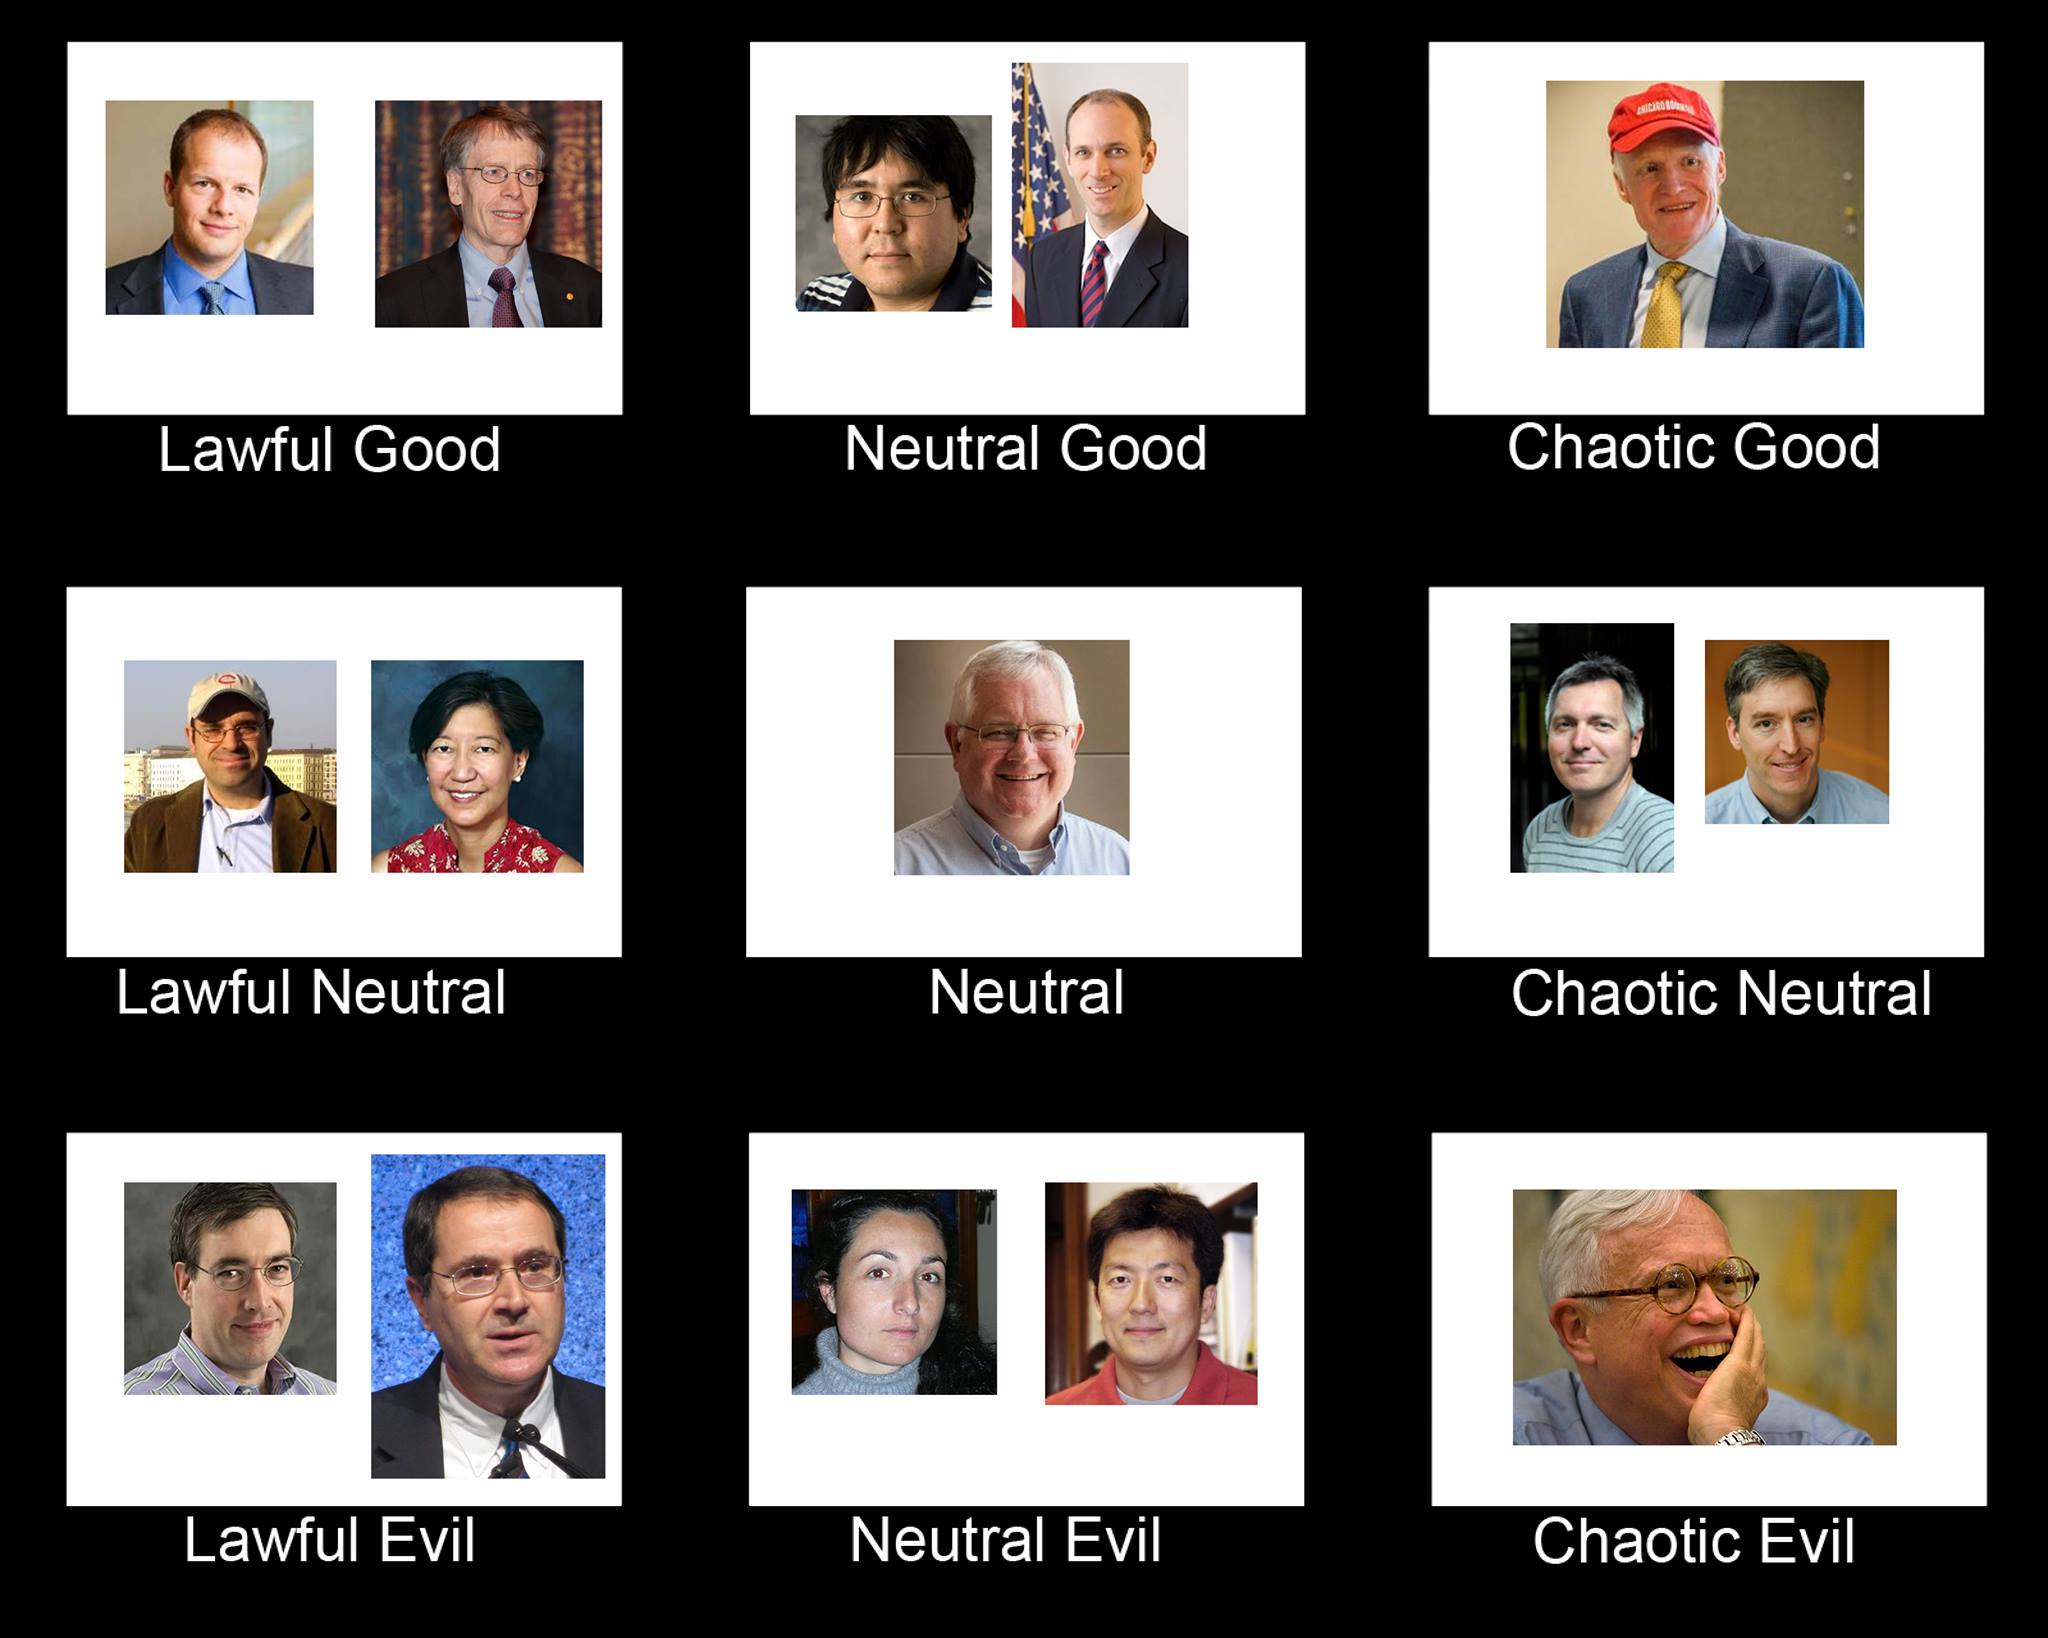 CHICAGO BOOTH
Lawful Good
Neutral Good
Chaotic Good
C
Lawful Neutral
Neutral
Chaotic Neutral
Lawful Evil
Neutral Evil
Chaotic Evil